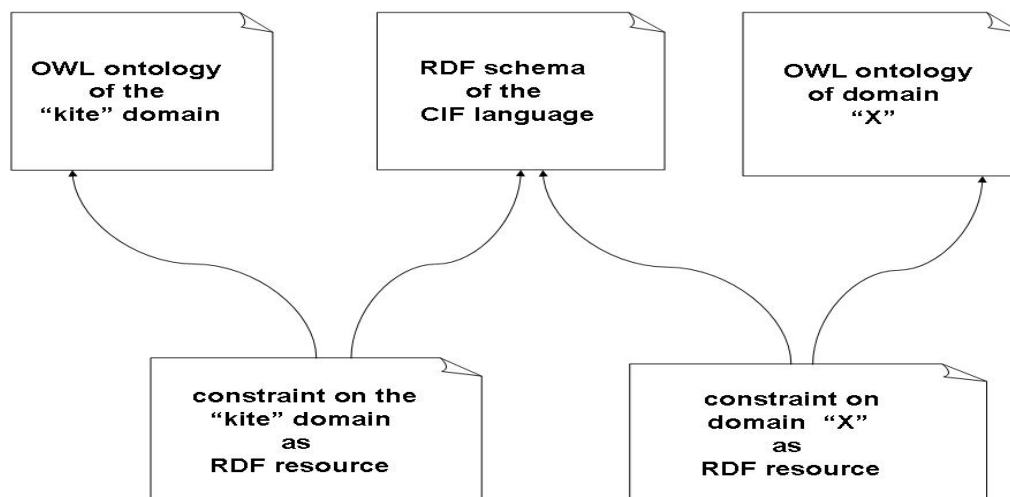 OWL ontology
of the
“kite” domain
RDF schema
of the
CIF language
OWL ontology
of domain
“X”
constraint on the
“kite” domain
as
RDF resource
constraint on
domain “X”
as
RDF resource